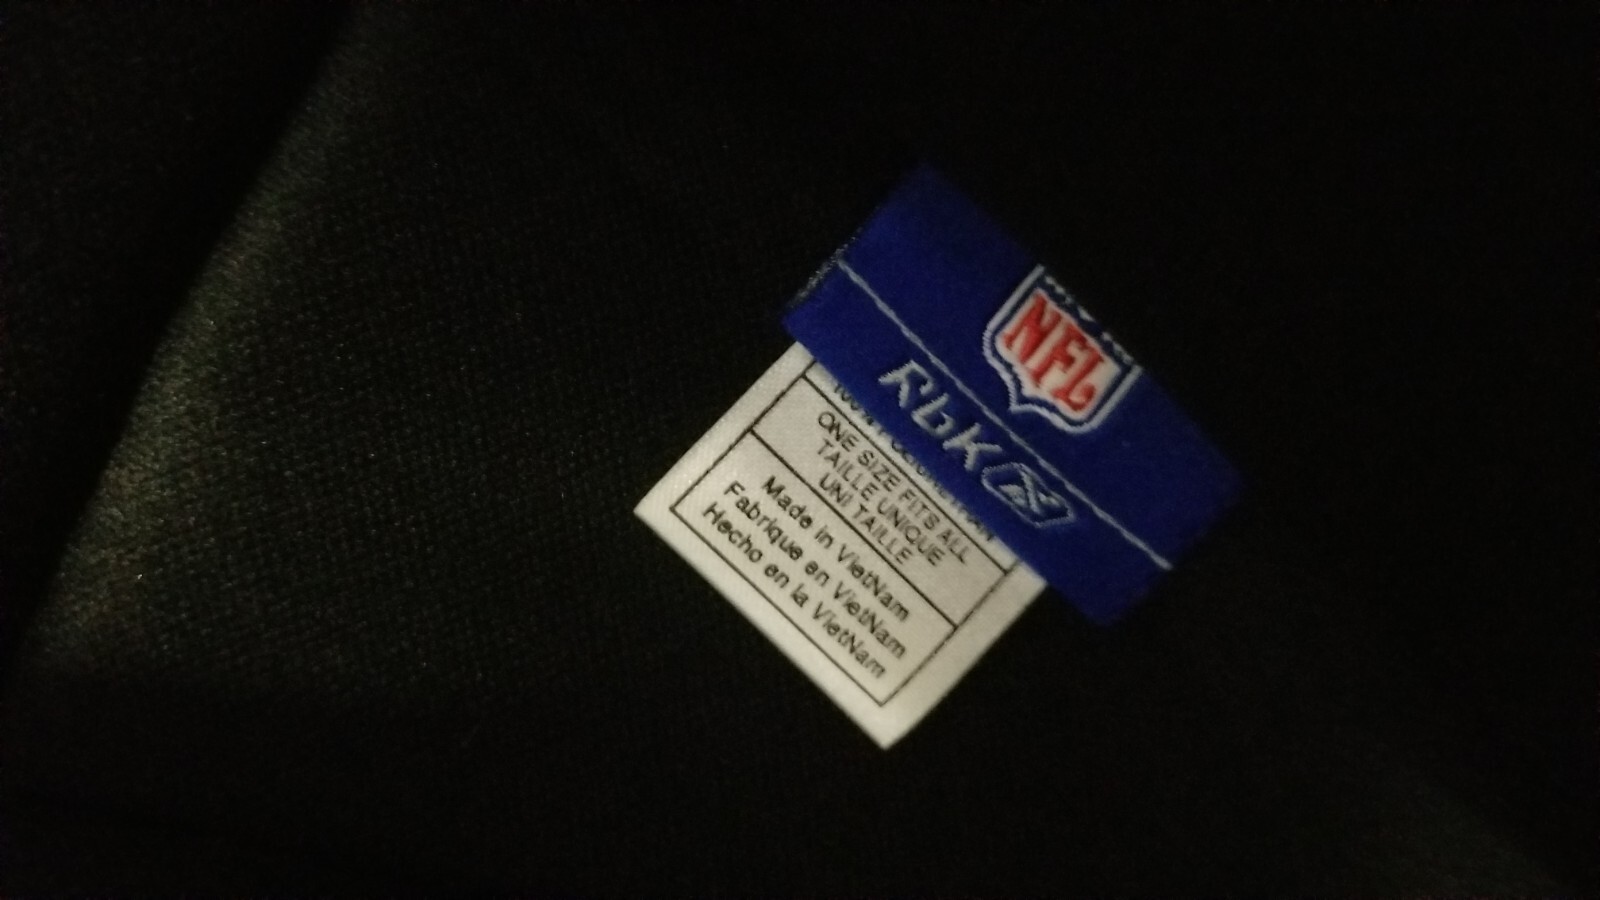 NFL
RbK
100%
ONE SIZE FITS ALL
TAILLE UNIQUE
UNI TAILLE
Made in VietNam
Fabrique en VietNam
Hecho en la VietNam